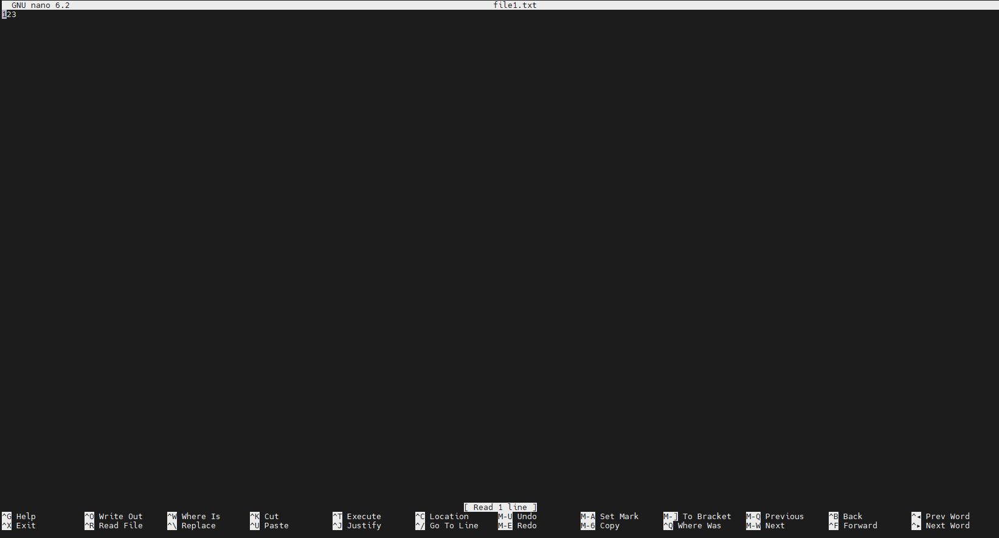 GNU nano 6.2 file1.txt
123
[ Read 1 line ]
^G Help ^O Write Out ^W Where Is ^K Cut ^T Execute ^C Location M-U Undo M-A Set Mark M-] To Bracket M-Q Previous ^B Back ^◂ Prev Word
^X Exit ^R Read File ^\ Replace ^U Paste ^J Justify ^/ Go To Line M-E Redo M-6 Copy ^Q Where Was M-W Next ^F Forward ^▸ Next Word